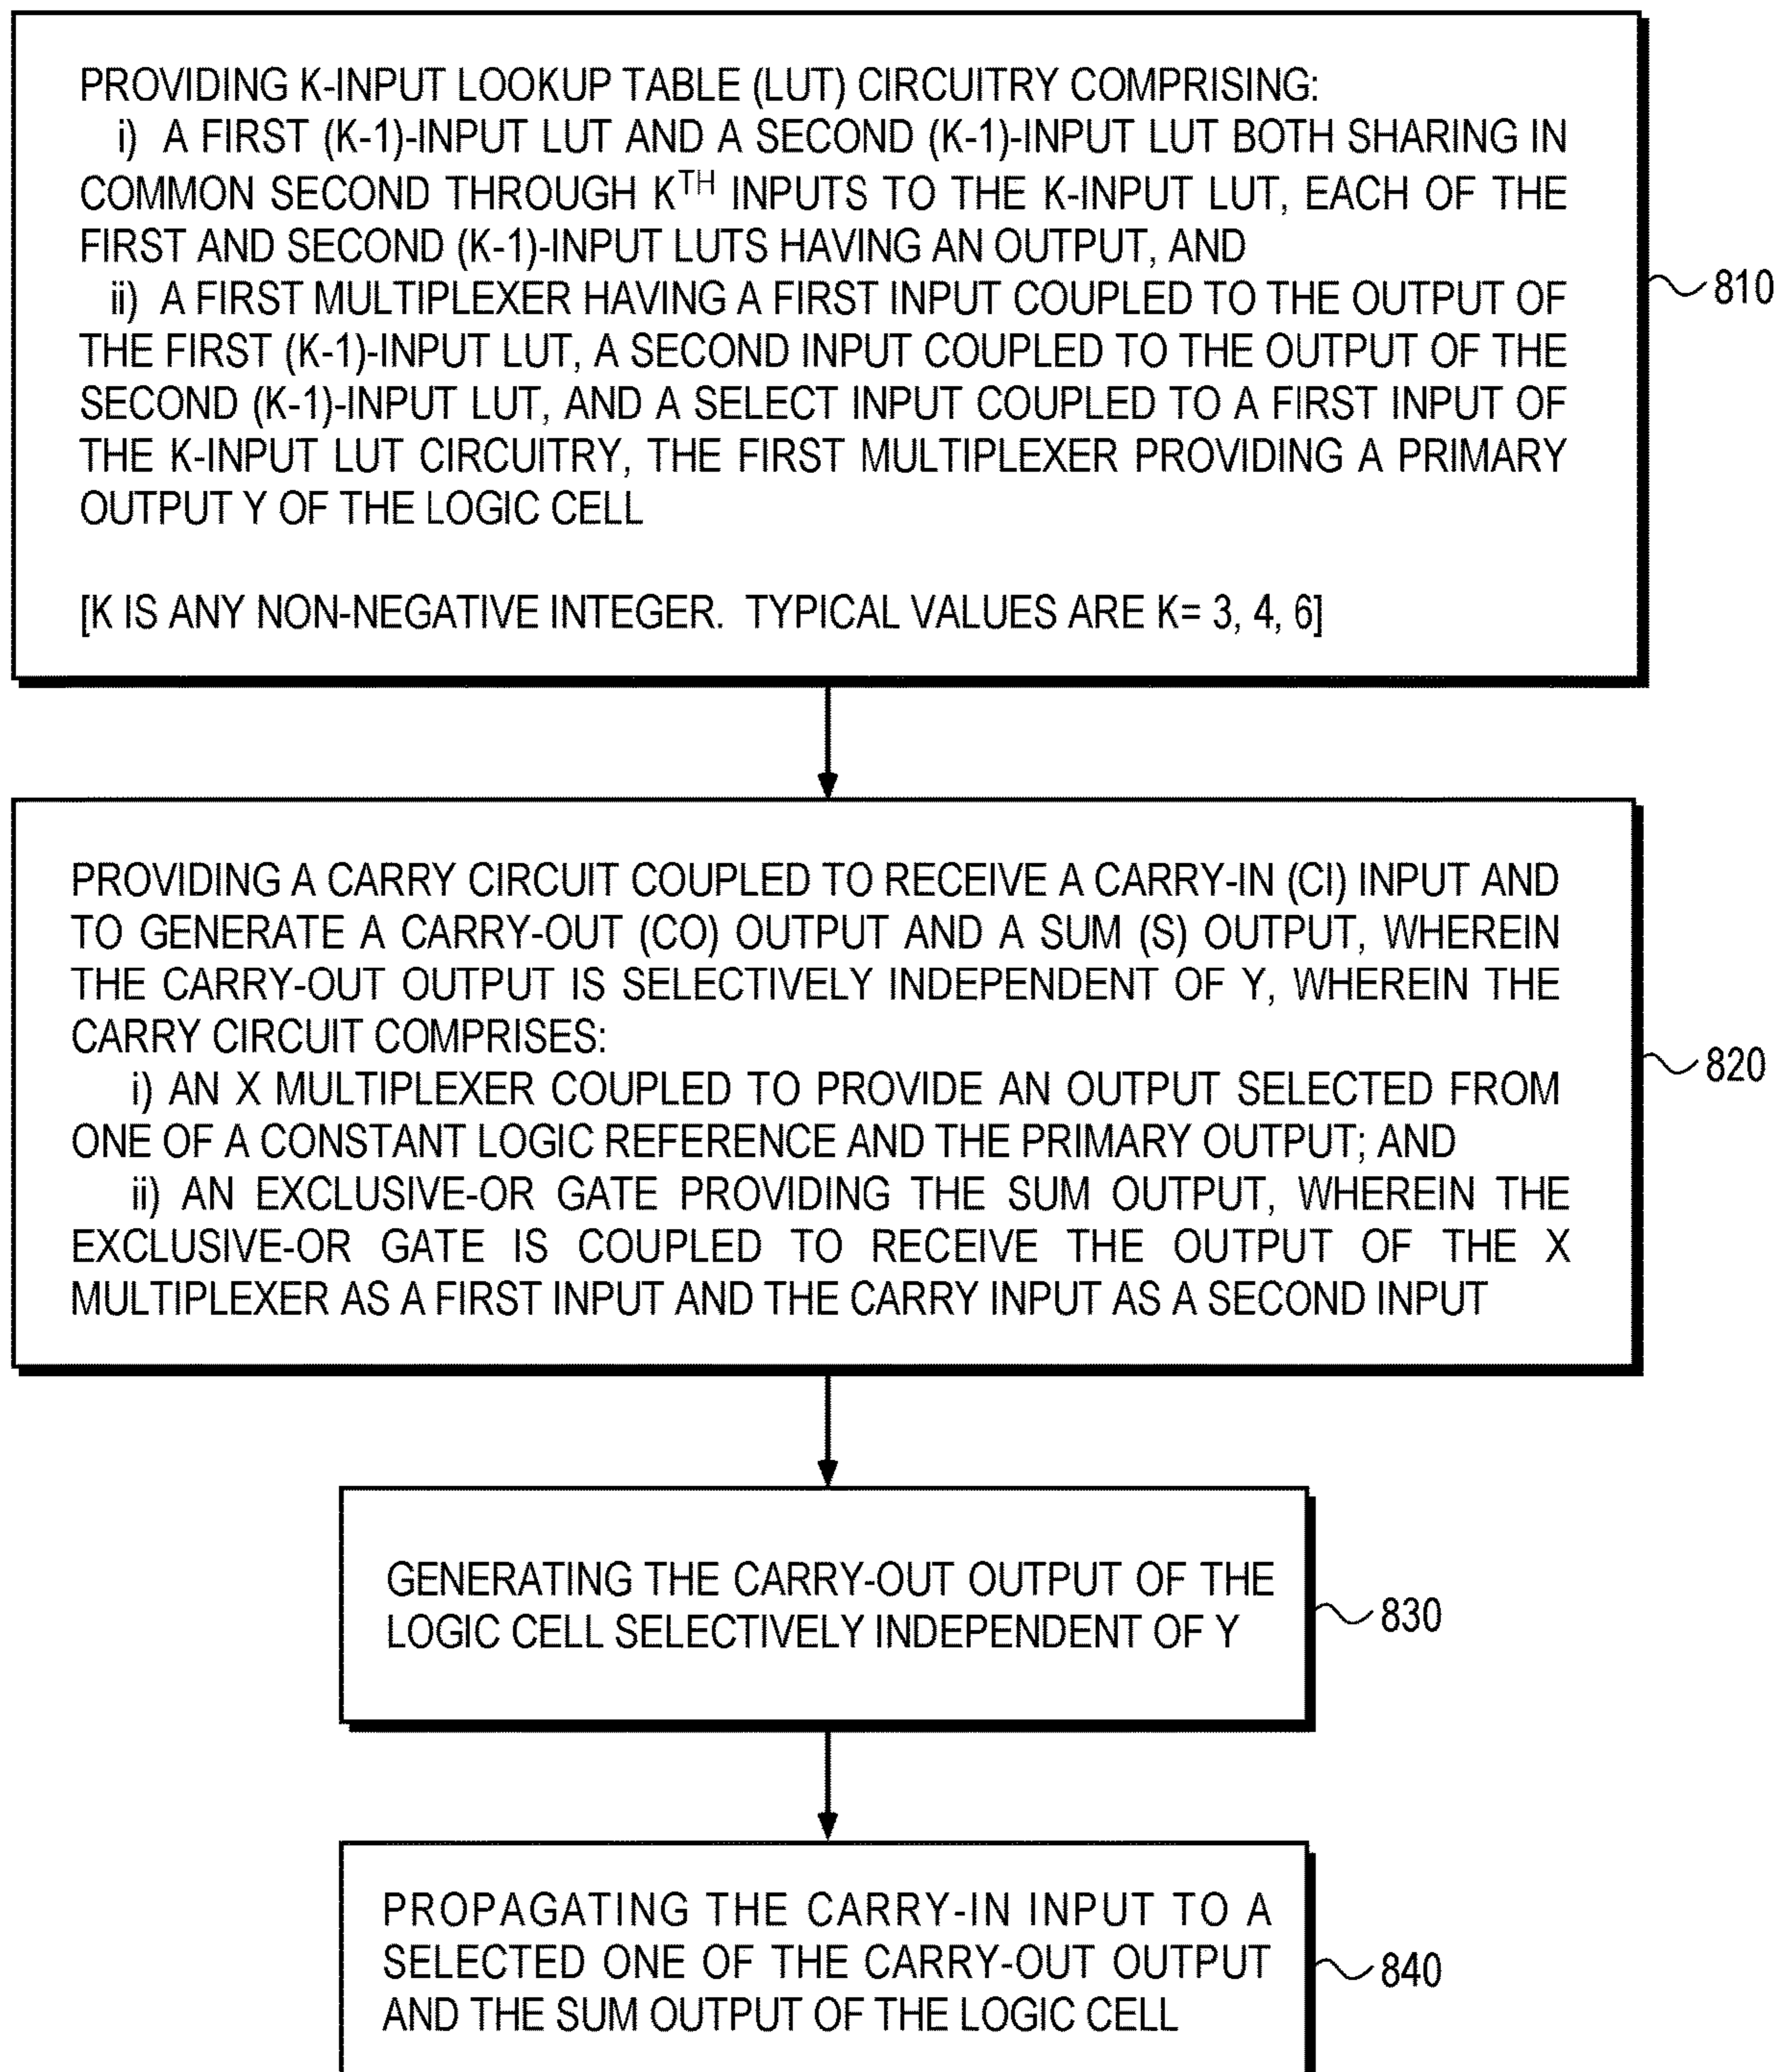 PROVIDING K-INPUT LOOKUP TABLE (LUT) CIRCUITRY COMPRISING:
i) A FIRST (K-1)-INPUT LUT AND A SECOND (K-1)-INPUT LUT BOTH SHARING IN
COMMON SECOND THROUGH K^TH INPUTS TO THE K-INPUT LUT, EACH OF THE
FIRST AND SECOND (K-1)-INPUT LUTS HAVING AN OUTPUT, AND
ii) A FIRST MULTIPLEXER HAVING A FIRST INPUT COUPLED TO THE OUTPUT OF
THE FIRST (K-1)-INPUT LUT, A SECOND INPUT COUPLED TO THE OUTPUT OF THE
SECOND (K-1)-INPUT LUT, AND A SELECT INPUT COUPLED TO A FIRST INPUT OF
THE K-INPUT LUT CIRCUITRY, THE FIRST MULTIPLEXER PROVIDING A PRIMARY
OUTPUT Y OF THE LOGIC CELL
[K IS ANY NON-NEGATIVE INTEGER. TYPICAL VALUES ARE K= 3, 4, 6]
810
PROVIDING A CARRY CIRCUIT COUPLED TO RECEIVE A CARRY-IN (CI) INPUT AND
TO GENERATE A CARRY-OUT (CO) OUTPUT AND A SUM (S) OUTPUT, WHEREIN
THE CARRY-OUT OUTPUT IS SELECTIVELY INDEPENDENT OF Y, WHEREIN THE
CARRY CIRCUIT COMPRISES:
i) AN X MULTIPLEXER COUPLED TO PROVIDE AN OUTPUT SELECTED FROM
ONE OF A CONSTANT LOGIC REFERENCE AND THE PRIMARY OUTPUT; AND
ii) AN EXCLUSIVE-OR GATE PROVIDING THE SUM OUTPUT, WHEREIN THE
EXCLUSIVE-OR GATE IS COUPLED TO RECEIVE THE OUTPUT OF THE X
MULTIPLEXER AS A FIRST INPUT AND THE CARRY INPUT AS A SECOND INPUT
820
GENERATING THE CARRY-OUT OUTPUT OF THE
LOGIC CELL SELECTIVELY INDEPENDENT OF Y
830
PROPAGATING THE CARRY-IN INPUT TO A
SELECTED ONE OF THE CARRY-OUT OUTPUT
AND THE SUM OUTPUT OF THE LOGIC CELL
840